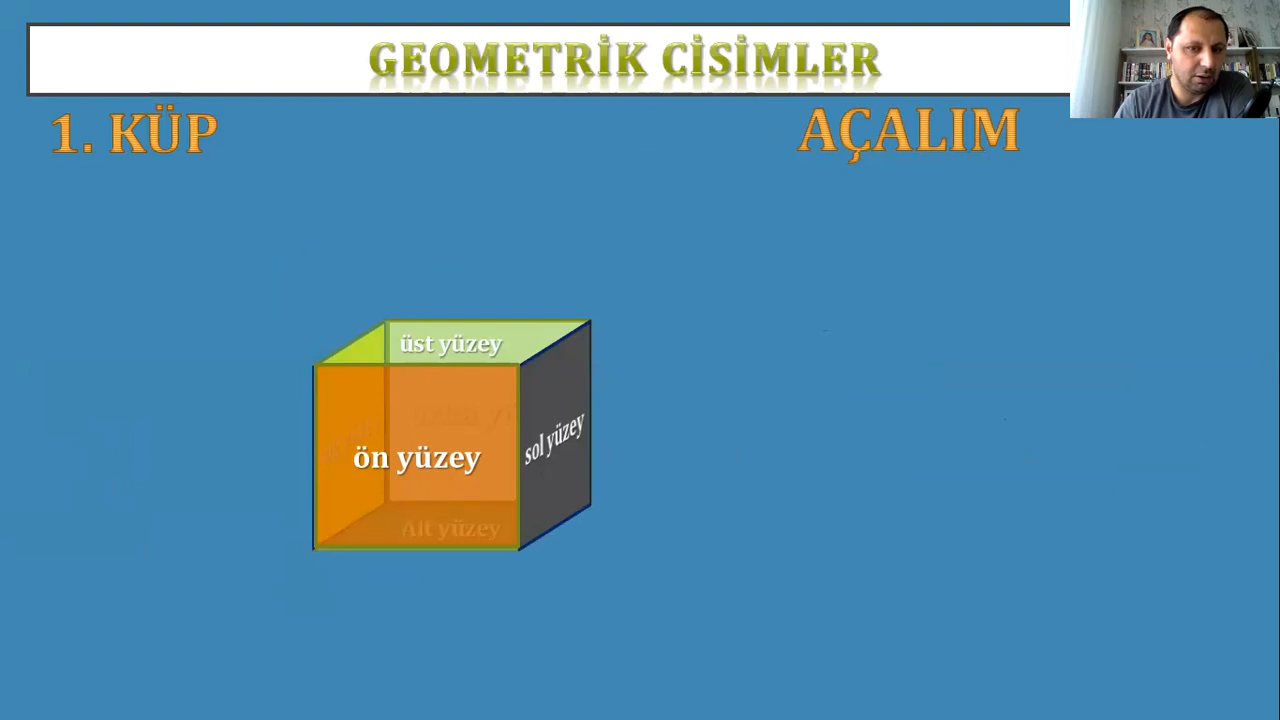 GEOMETRİK CİSİMLER
1. KÜP
AÇALIM
üst yüzey
ön yüzey
sol yüzey
Alt yüzey